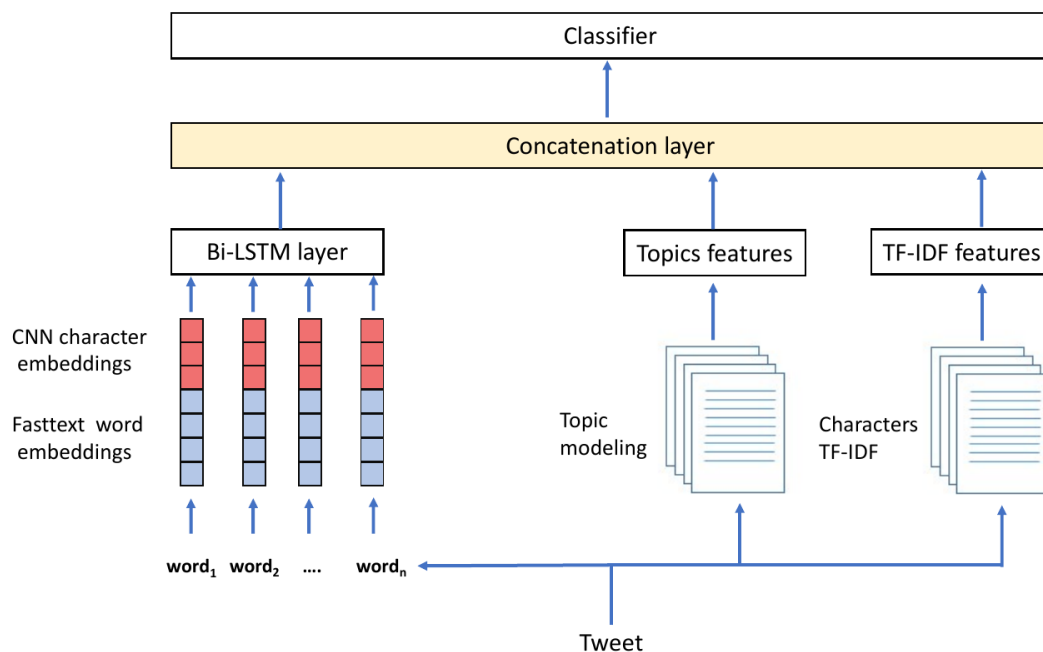 Classifier
Concatenation layer
Bi-LSTM layer
Topics features
TF-IDF features
CNN character
embeddings
Fasttext word
embeddings
Topic
modeling
Characters
TF-IDF
word₁ word₂ .... wordₙ
Tweet